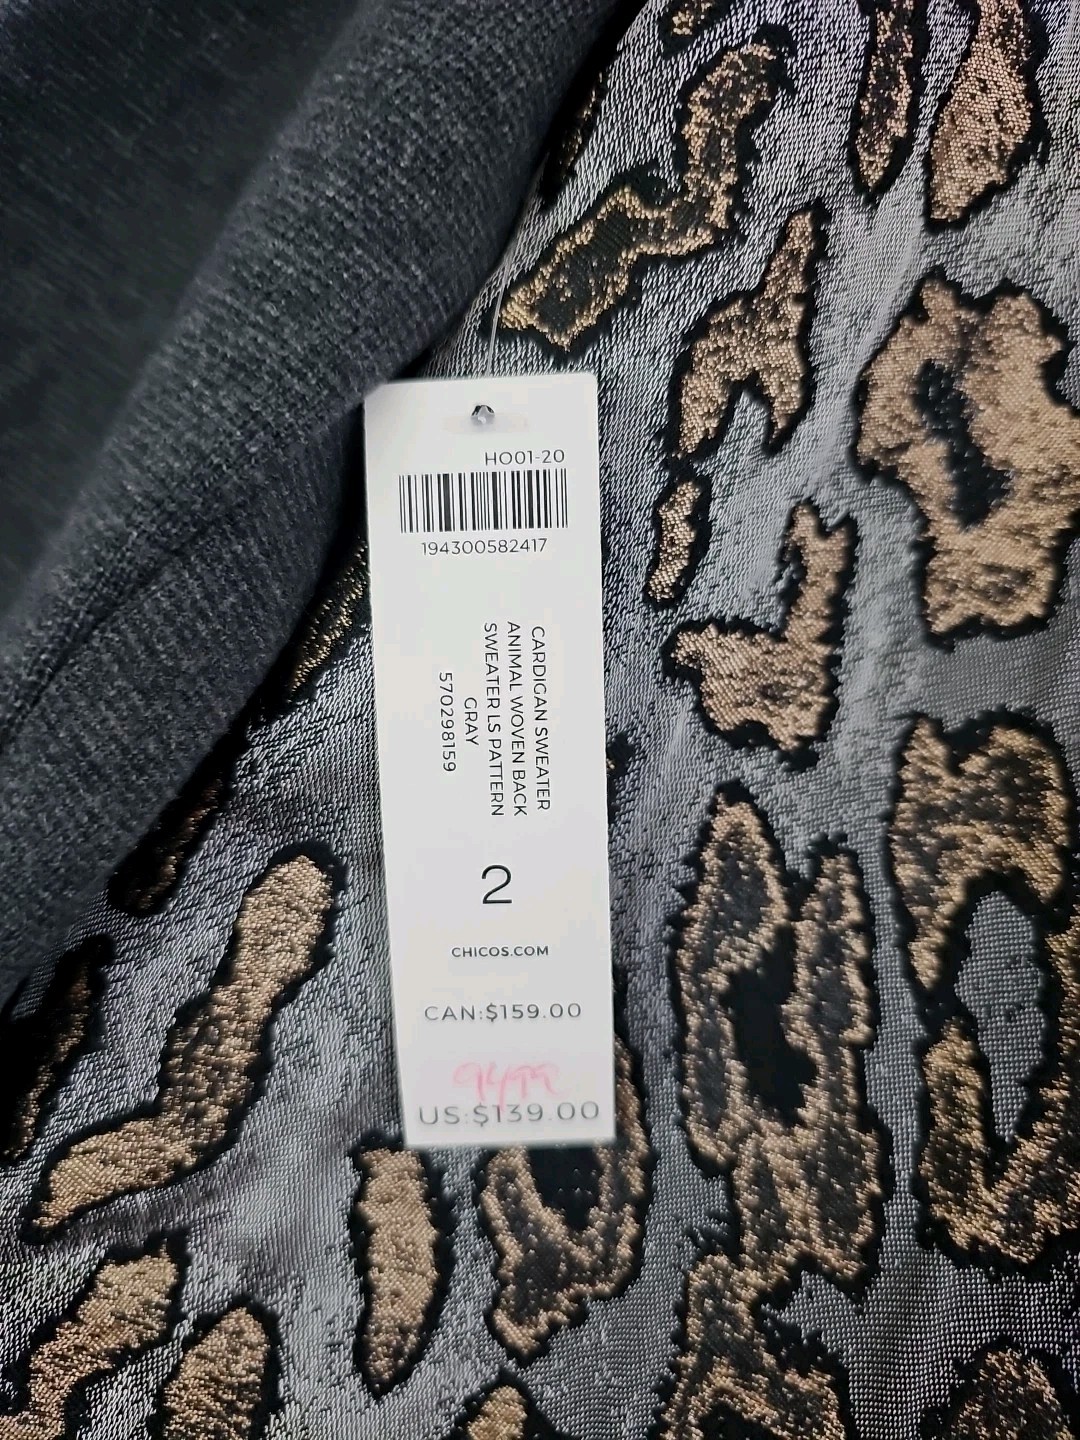 HO01-20
194300582417
CARDIGAN SWEATER
ANIMAL WOVEN BACK
SWEATER LS PATTERN
GRAY
570298159
2
CHICOS.COM
CAN:$159.00
9499
US:$139.00